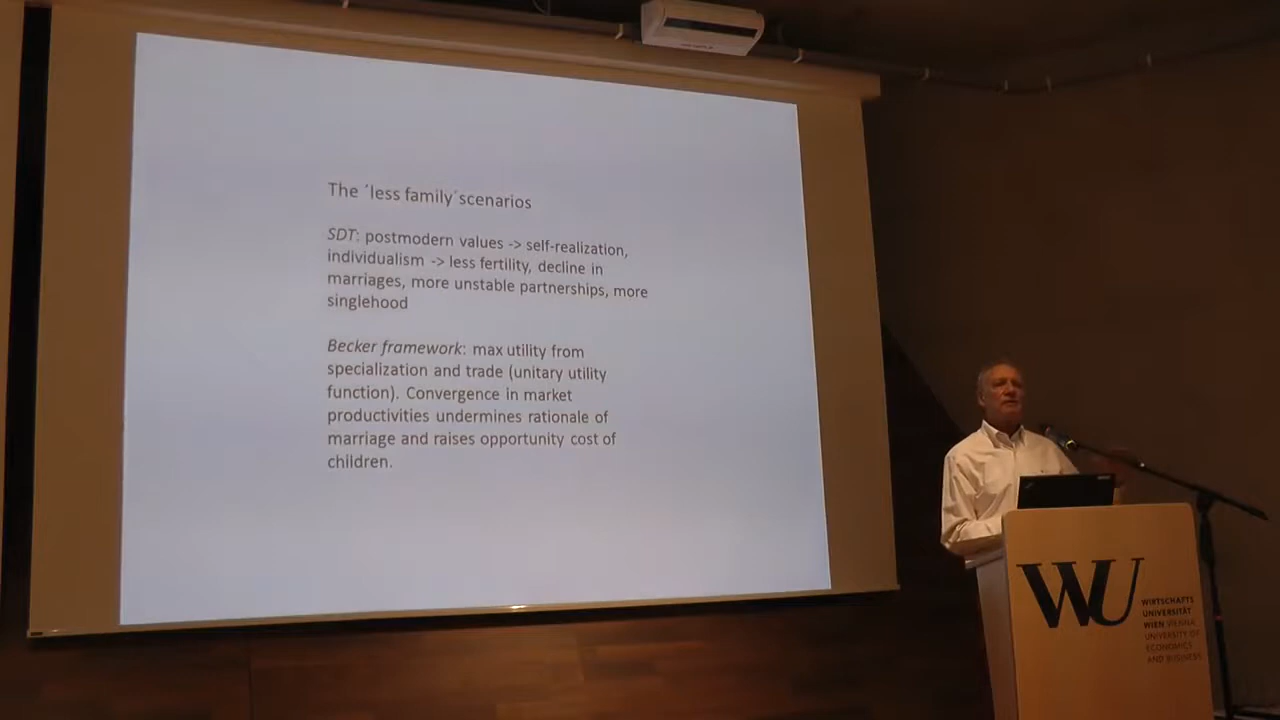 The ´less family´scenarios
SDT: postmodern values -> self-realization,
individualism -> less fertility, decline in
marriages, more unstable partnerships, more
singlehood
Becker framework: max utility from
specialization and trade (unitary utility
function). Convergence in market
productivities undermines rationale of
marriage and raises opportunity cost of
children.
WU
WIRTSCHAFTS
UNIVERSITÄT
WIEN VIENNA
UNIVERSITY OF
ECONOMICS
AND BUSINESS